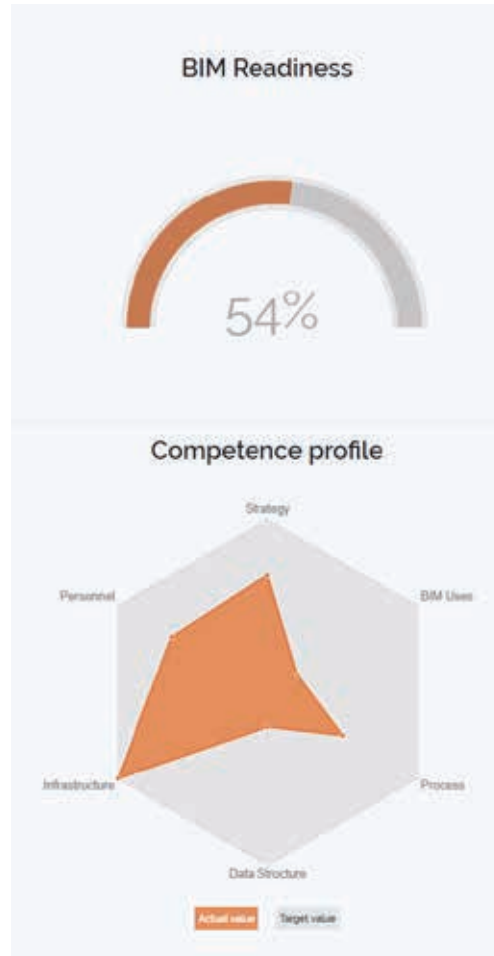 BIM Readiness
54%
Competence profile
Strategy
Personnel
BIM Uses
Infrastructure
Process
Data Structure
Actual value
Target value